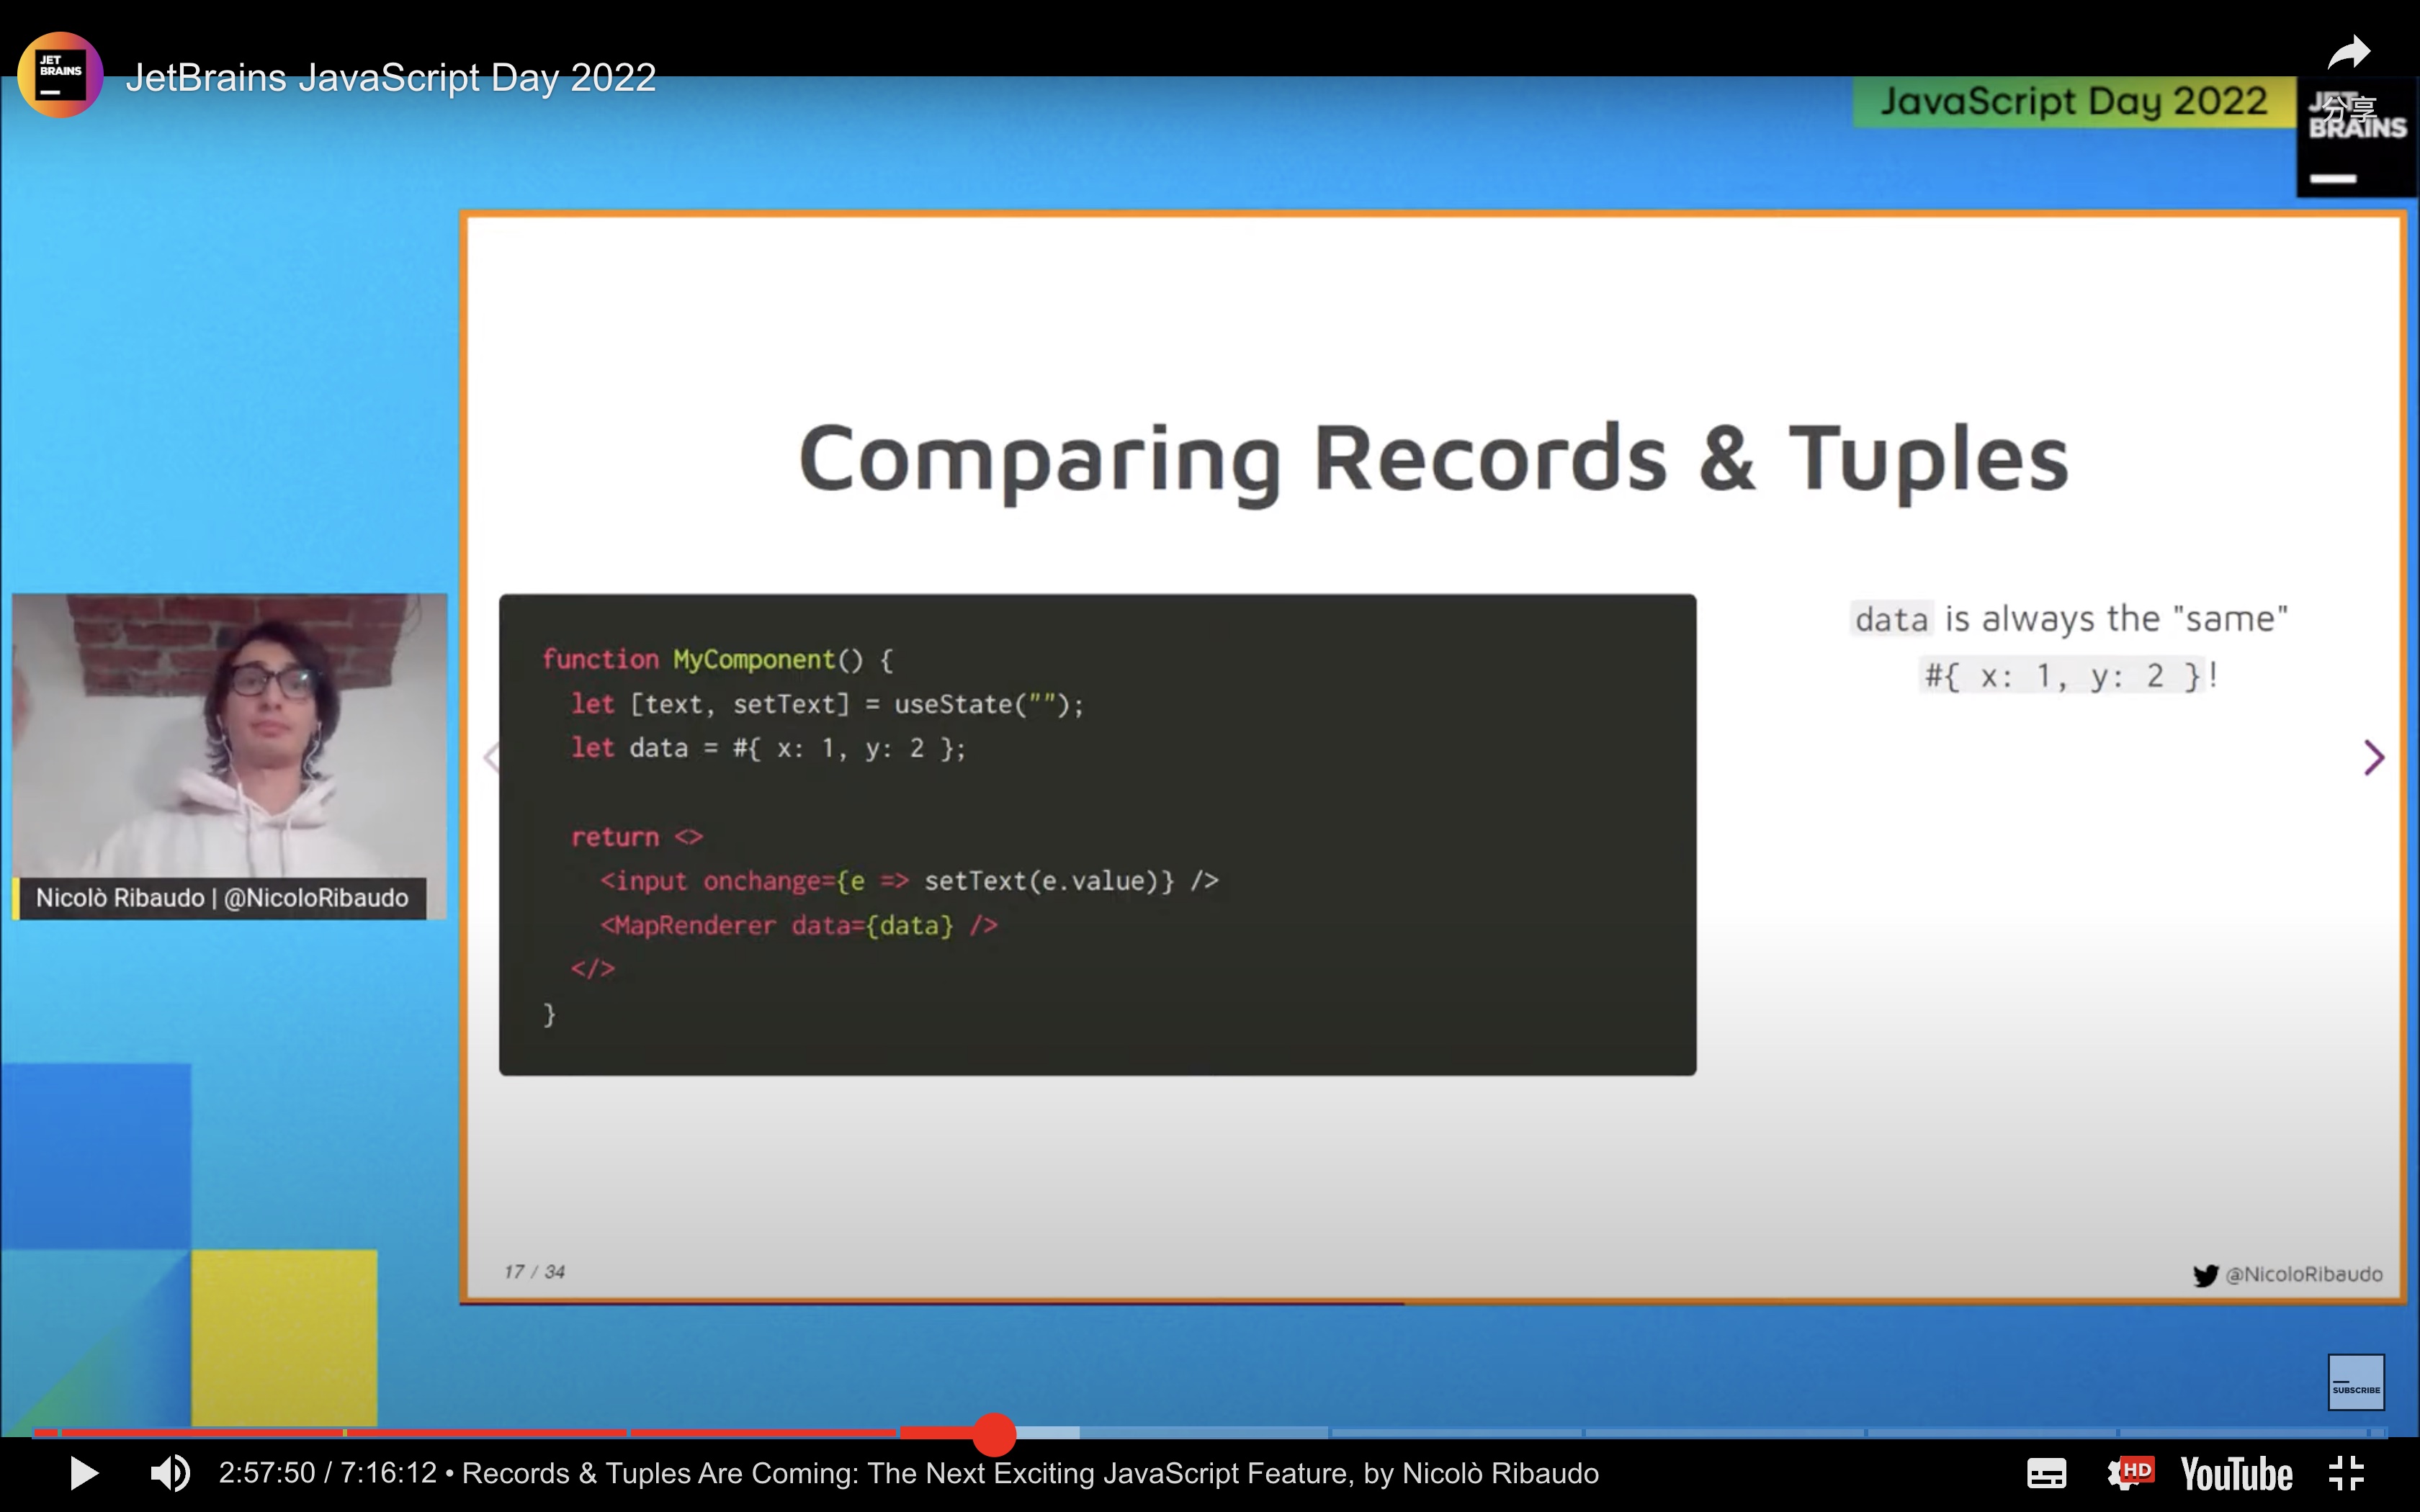 JET
BRAINS
JetBrains JavaScript Day 2022
JavaScript Day 2022
分享
JET
BRAINS
Comparing Records & Tuples
function MyComponent() {
let [text, setText] = useState("");
let data = #{ x: 1, y: 2 };
return <>
<input onchange={e => setText(e.value)} />
<MapRenderer data={data} />
</>
}
data is always the "same"
#{ x: 1, y: 2 }!
Nicolò Ribaudo | @NicoloRibaudo
17 / 34
@NicoloRibaudo
SUBSCRIBE
2:57:50 / 7:16:12 • Records & Tuples Are Coming: The Next Exciting JavaScript Feature, by Nicolò Ribaudo
HD
YouTube